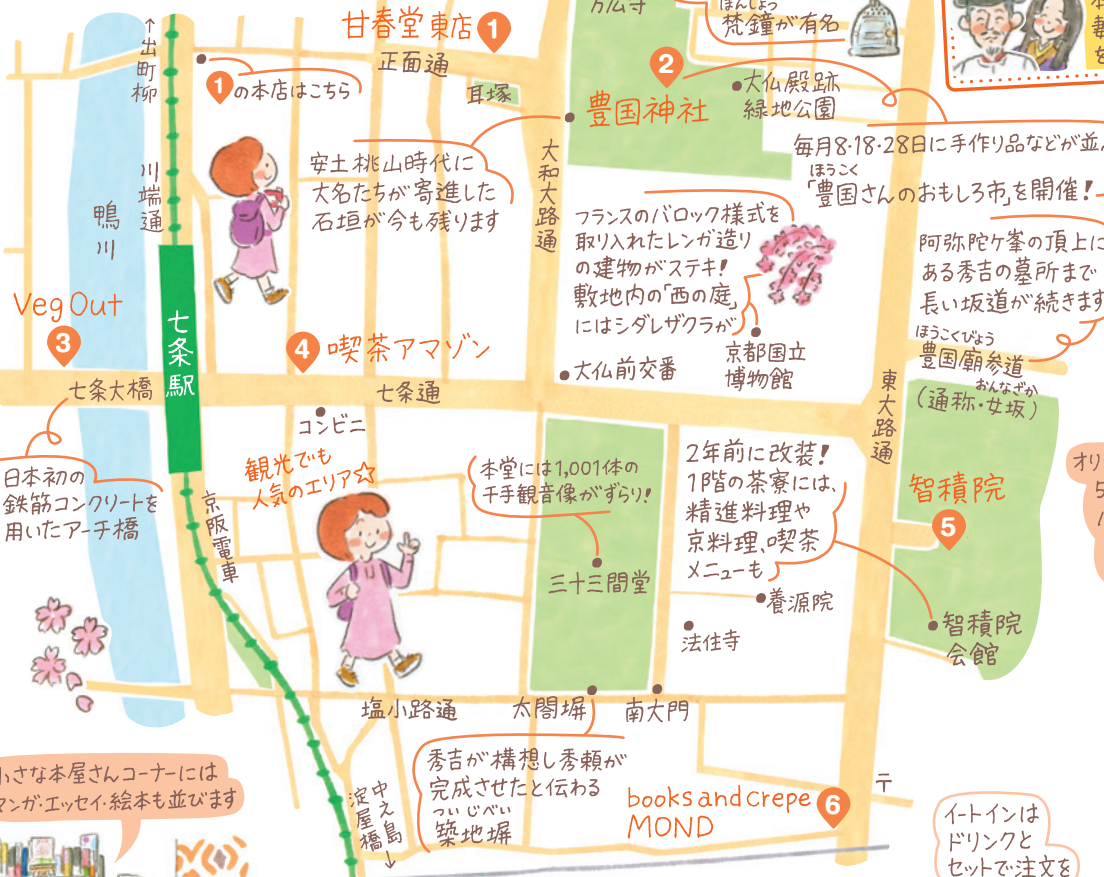 甘春堂 東店 1
正面通
↑出町柳
1の本店はこちら
耳塚
梵鐘が有名
ぼんしょう
2
豊国神社
大仏殿跡
緑地公園
毎月8・18・28日に手作り品などが並
ほうこく
「豊国さんのおもしろ市」を開催!
安土桃山時代に
大名たちが寄進した
石垣が今も残ります
大和大路通
川端通
鴨川
フランスのバロック様式を
取り入れたレンガ造り
の建物がステキ!
敷地内の「西の庭」
にはシダレザクラが
京都国立
博物館
阿弥陀ケ峯の頂上に
ある秀吉の墓所まで
長い坂道が続きます
ほうこくびょう
豊国廟参道
おんなざか
(通称・女坂)
Veg Out
3
七条駅
4 喫茶アマゾン
大仏前交番
七条大橋
七条通
東大路通
コンビニ
日本初の
鉄筋コンクリートを
用いたアーチ橋
観光でも
人気のエリア☆
京阪電車
本堂には1,001体の
千手観音像がずらり!
三十三間堂
2年前に改装!
1階の茶寮には、
精進料理や
京料理、喫茶
メニューも
養源院
法住寺
智積院
5
智積院
会館
オリ
塩小路通
太閤塀
南大門
秀吉が構想し秀頼が
完成させたと伝わる
ついじべい
築地塀
中之島
淀屋橋
↓
books and crepe
MOND
6
〒
小さな本屋さんコーナーには
マンガ・エッセイ・絵本も並びます
イートインは
ドリンクと
セットで注文を